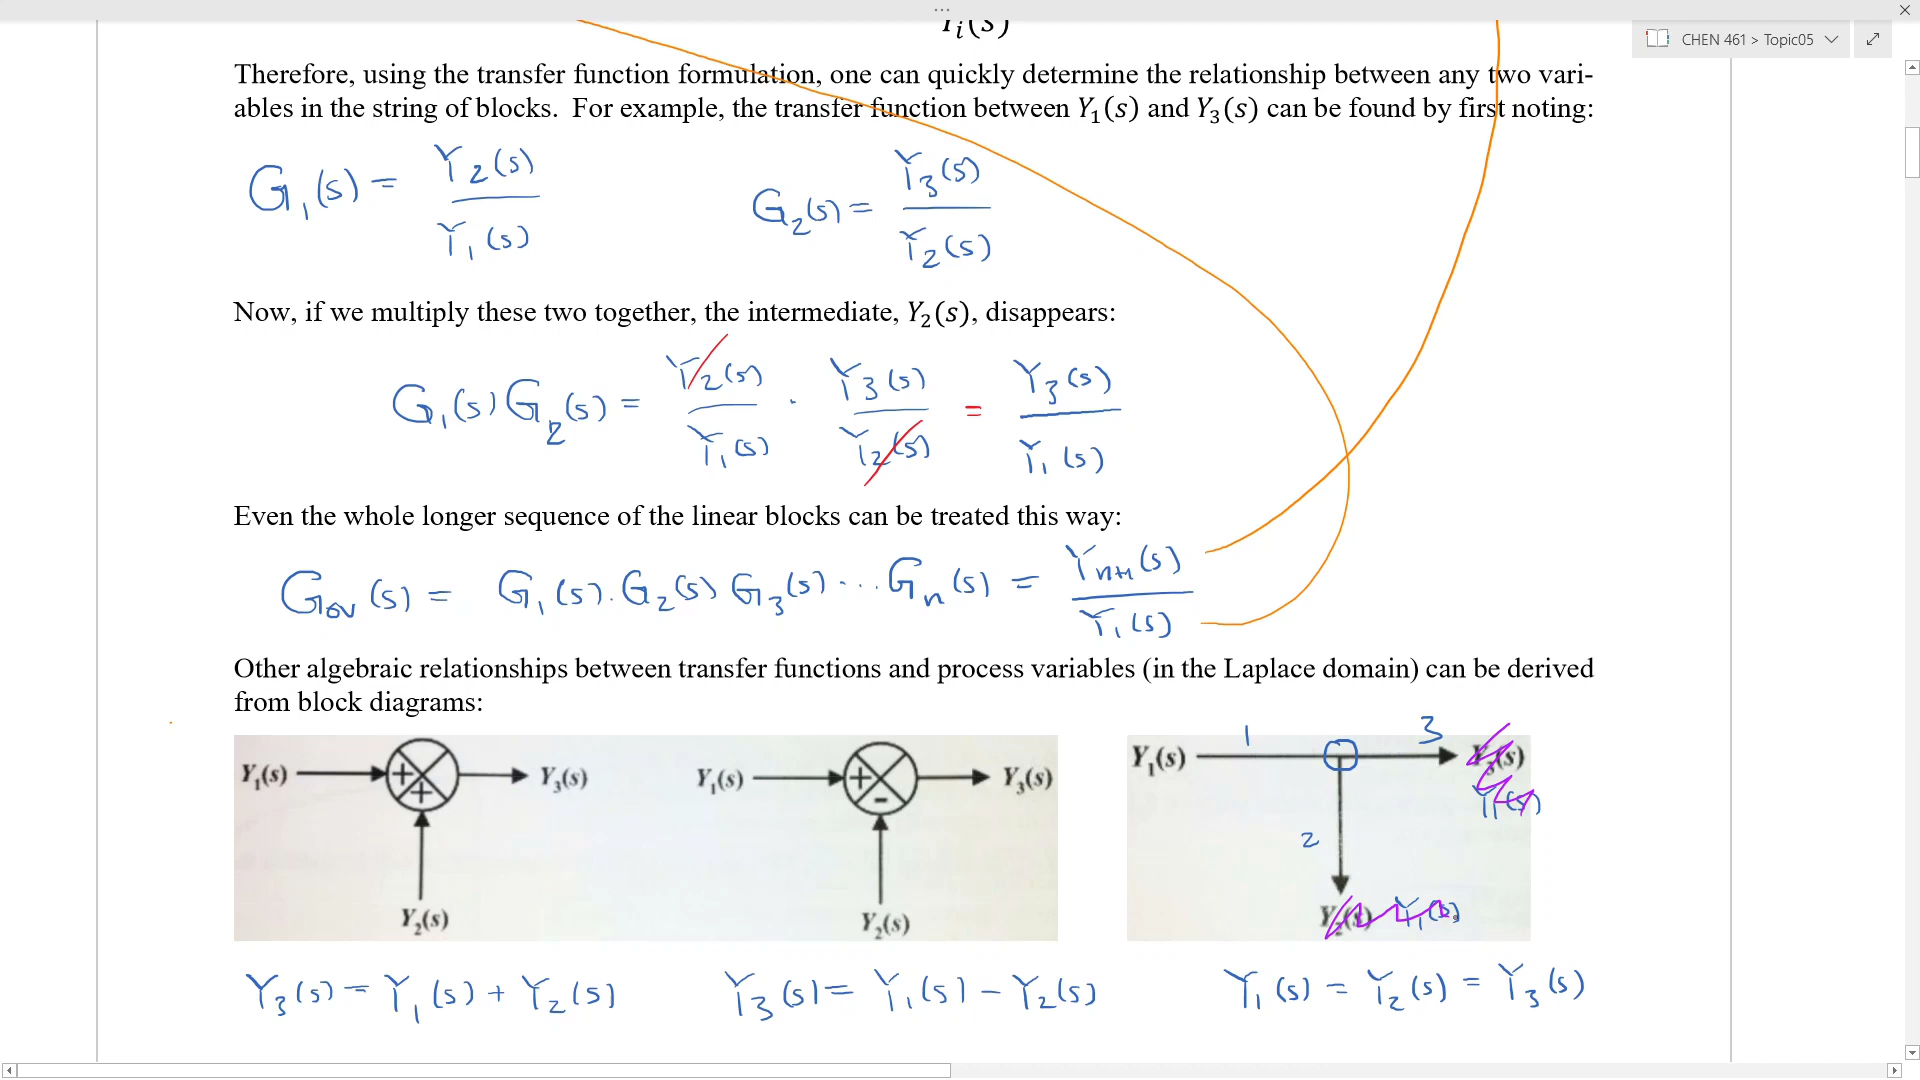 CHEN 461 > Topic05
Y_i(s)
Therefore, using the transfer function formulation, one can quickly determine the relationship between any two vari-
ables in the string of blocks. For example, the transfer function between Y₁(s) and Y₃(s) can be found by first noting:
G₁(s) = Y₂(s) / Y₁(s)    G₂(s) = Y₃(s) / Y₂(s)
Now, if we multiply these two together, the intermediate, Y₂(s), disappears:
G₁(s) G₂(s) = Y₂(s) / Y₁(s) · Y₃(s) / Y₂(s) = Y₃(s) / Y₁(s)
Even the whole longer sequence of the linear blocks can be treated this way:
G_ov(s) = G₁(s) · G₂(s) G₃(s) ... G_n(s) = Y_n+1(s) / Y₁(s)
Other algebraic relationships between transfer functions and process variables (in the Laplace domain) can be derived
from block diagrams:
Y₁(s) + + Y₃(s)
Y₂(s)
Y₁(s) + - Y₃(s)
Y₂(s)
1 3
Y₁(s) Y₃(s)
Y₁(s)
2
Y₂(s) Y₁(s)
Y₃(s) = Y₁(s) + Y₂(s)    Y₃(s) = Y₁(s) - Y₂(s)    Y₁(s) = Y₂(s) = Y₃(s)